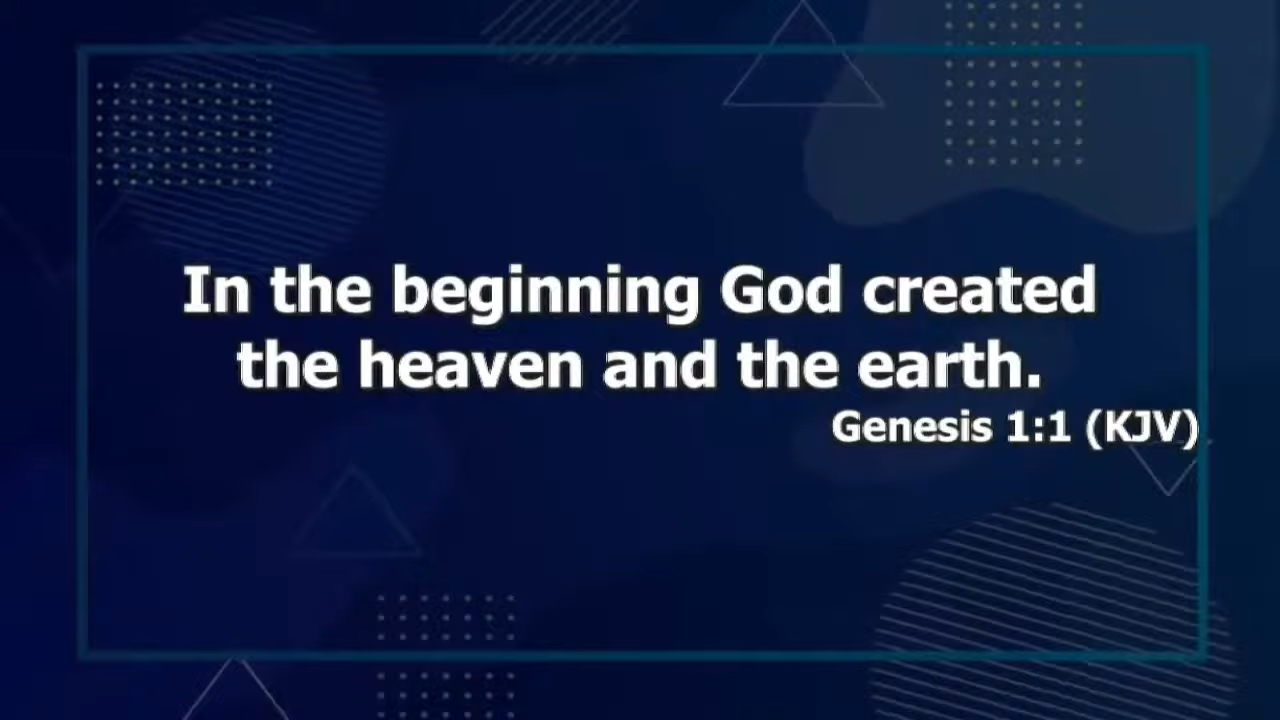 In the beginning God created
the heaven and the earth.
Genesis 1:1 (KJV)